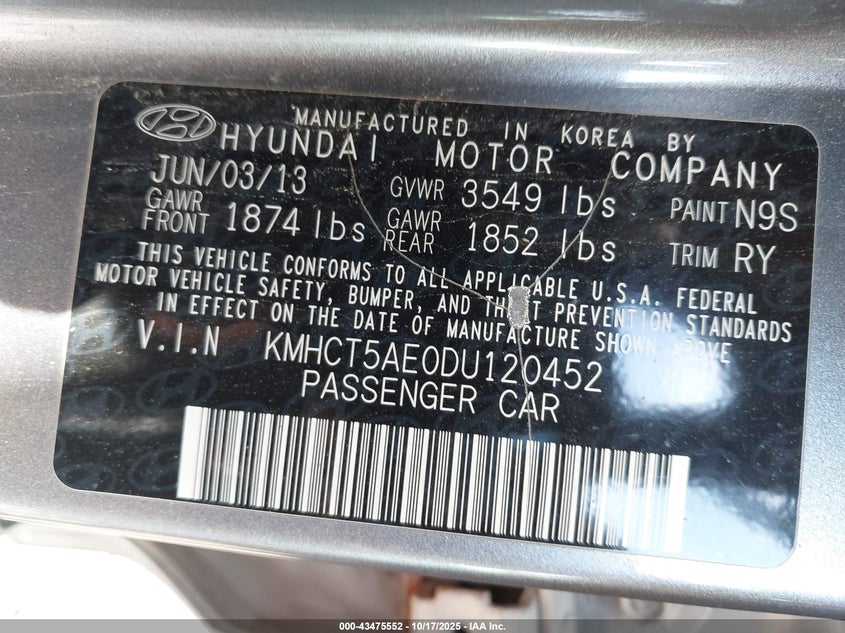 MANUFACTURED IN KOREA BY
HYUNDAI MOTOR COMPANY
JUN/03/13 GVWR 3549 lbs PAINT N9S
GAWR FRONT 1874 lbs GAWR REAR 1852 lbs TRIM RY
THIS VEHICLE CONFORMS TO ALL APPLICABLE U.S.A. FEDERAL
MOTOR VEHICLE SAFETY, BUMPER, AND THEFT PREVENTION STANDARDS
IN EFFECT ON THE DATE OF MANUFACTURE SHOWN ABOVE
V.I.N KMHCT5AE0DU120452
PASSENGER CAR
000-43475552 - 10/17/2025 - IAA Inc.